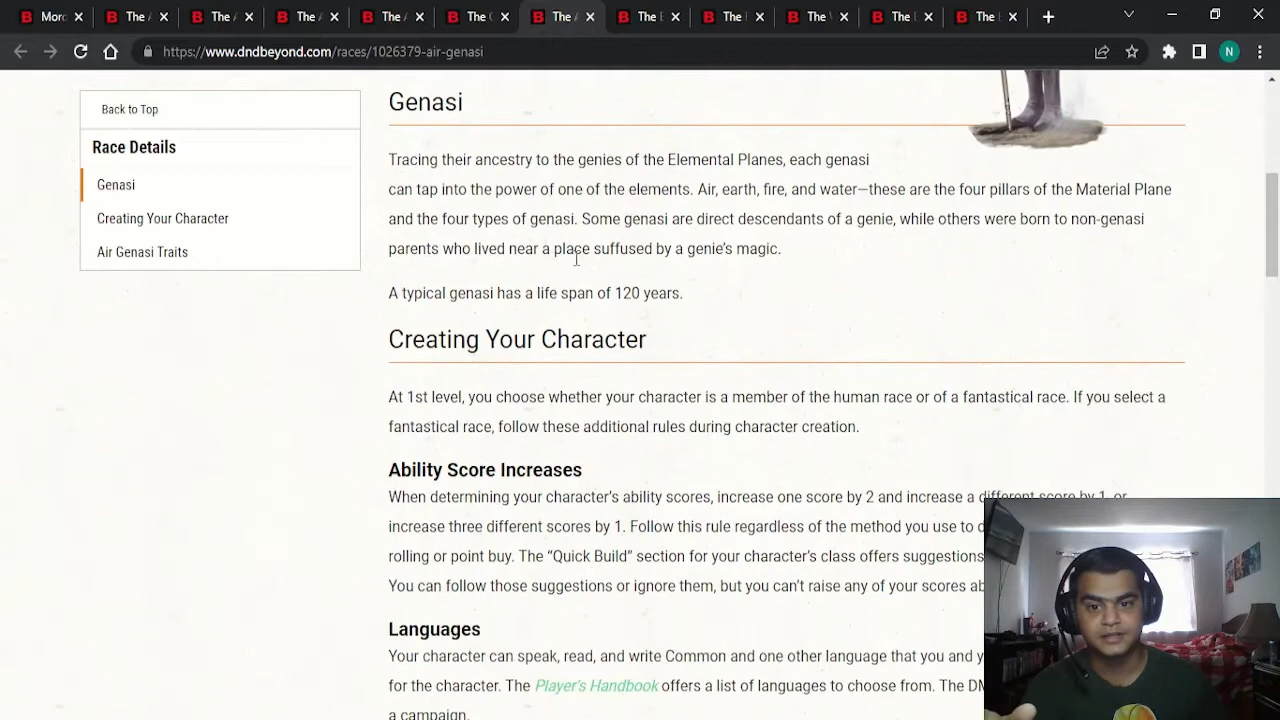 Morc
The A
The A
The A
The A
The C
The A
The E
The F
The V
The E
The E
https://www.dndbeyond.com/races/1026379-air-genasi
N
Back to Top
Race Details
Genasi
Creating Your Character
Air Genasi Traits
Genasi
Tracing their ancestry to the genies of the Elemental Planes, each genasi
can tap into the power of one of the elements. Air, earth, fire, and water—these are the four pillars of the Material Plane
and the four types of genasi. Some genasi are direct descendants of a genie, while others were born to non-genasi
parents who lived near a place suffused by a genie's magic.
A typical genasi has a life span of 120 years.
Creating Your Character
At 1st level, you choose whether your character is a member of the human race or of a fantastical race. If you select a
fantastical race, follow these additional rules during character creation.
Ability Score Increases
When determining your character's ability scores, increase one score by 2 and increase a different score by 1, or
increase three different scores by 1. Follow this rule regardless of the method you use to
rolling or point buy. The “Quick Build” section for your character's class offers suggestions
You can follow those suggestions or ignore them, but you can't raise any of your scores
Languages
Your character can speak, read, and write Common and one other language that you and
for the character. The Player's Handbook offers a list of languages to choose from. The DM
a campaign.